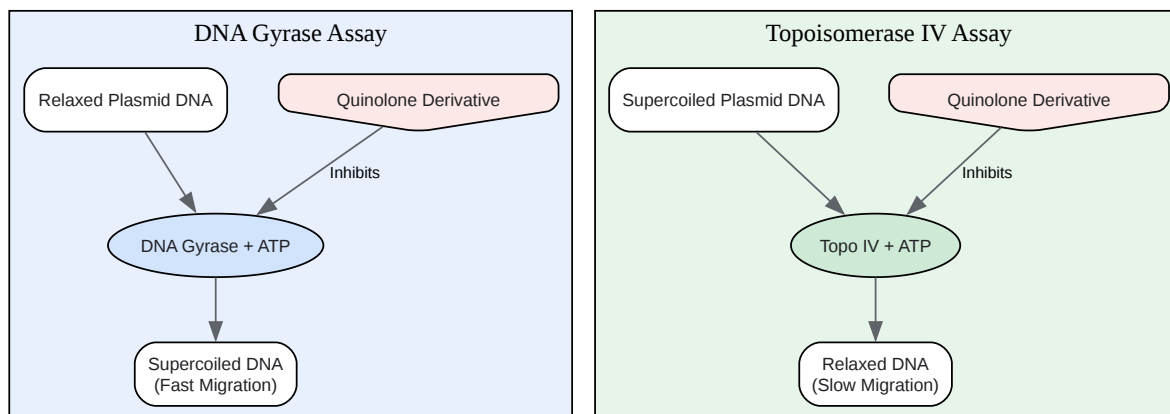 DNA Gyrase Assay
Relaxed Plasmid DNA
Quinolone Derivative
Inhibits
DNA Gyrase + ATP
Supercoiled DNA
(Fast Migration)
Topoisomerase IV Assay
Supercoiled Plasmid DNA
Quinolone Derivative
Inhibits
Topo IV + ATP
Relaxed DNA
(Slow Migration)